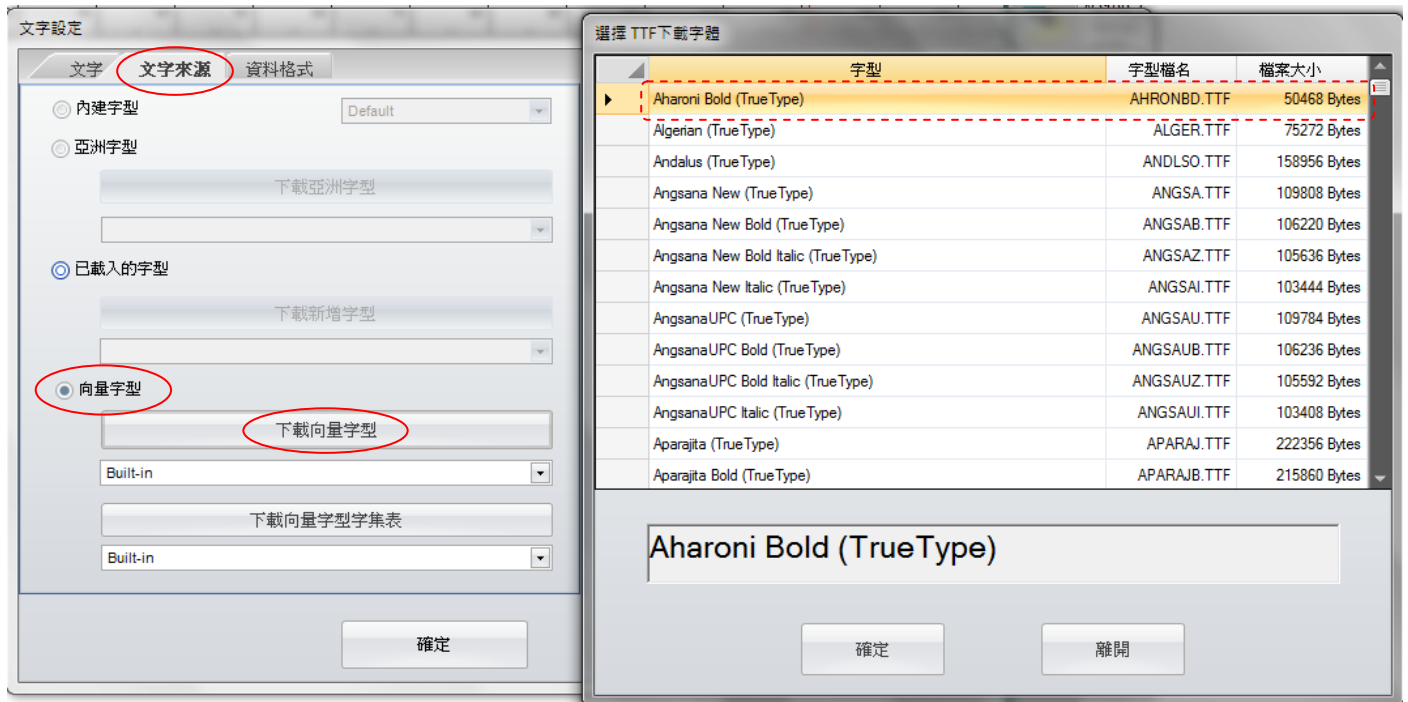 文字設定
文字
文字來源
資料格式
內建字型
Default
亞洲字型
下載亞洲字型
已載入的字型
下載新增字型
向量字型
下載向量字型
Built-in
下載向量字型字集表
Built-in
確定
選擇 TTF下載字體
字型 字型檔名 檔案大小
Aharoni Bold (TrueType) AHRONBD.TTF 50468 Bytes
Algerian (TrueType) ALGER.TTF 75272 Bytes
Andalus (TrueType) ANDLSO.TTF 158956 Bytes
Angsana New (TrueType) ANGSA.TTF 109808 Bytes
Angsana New Bold (TrueType) ANGSAB.TTF 106220 Bytes
Angsana New Bold Italic (TrueType) ANGSAZ.TTF 105636 Bytes
Angsana New Italic (TrueType) ANGSAI.TTF 103444 Bytes
AngsanaUPC (TrueType) ANGSAU.TTF 109784 Bytes
AngsanaUPC Bold (TrueType) ANGSAUB.TTF 106236 Bytes
AngsanaUPC Bold Italic (TrueType) ANGSAUZ.TTF 105592 Bytes
AngsanaUPC Italic (TrueType) ANGSAUI.TTF 103408 Bytes
Aparajita (TrueType) APARAJ.TTF 222356 Bytes
Aparajita Bold (TrueType) APARAJB.TTF 215860 Bytes
Aharoni Bold (TrueType)
確定
離開